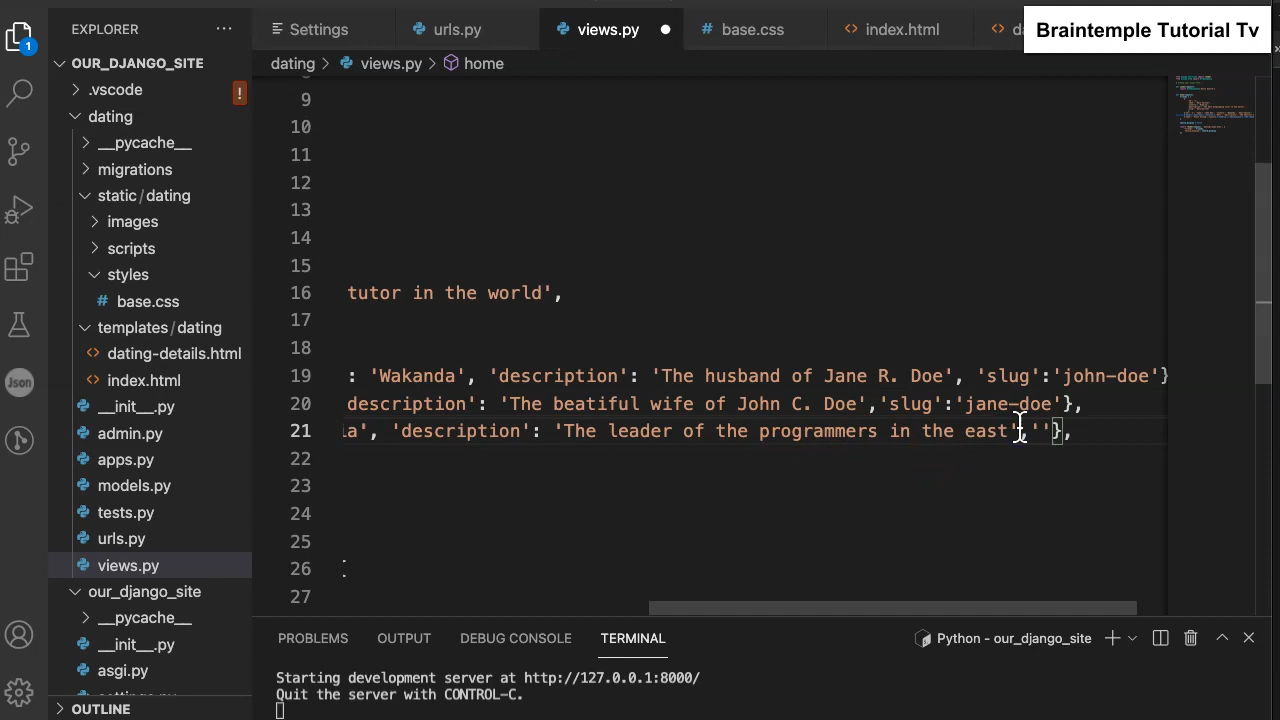 EXPLORER
Settings
urls.py
views.py
base.css
index.html
Braintemple Tutorial Tv
OUR_DJANGO_SITE
dating
views.py
home
.vscode
!
dating
__pycache__
migrations
static/dating
images
scripts
styles
base.css
templates/dating
dating-details.html
index.html
__init__.py
admin.py
apps.py
models.py
tests.py
urls.py
views.py
our_django_site
__pycache__
__init__.py
asgi.py
OUTLINE
1
Json
9
10
11
12
13
14
15
16 tutor in the world',
17
18
19 : 'Wakanda', 'description': 'The husband of Jane R. Doe', 'slug':'john-doe'}
20 description': 'The beatiful wife of John C. Doe','slug':'jane-doe'},
21 la', 'description': 'The leader of the programmers in the east',''},
22
23
24
25
26
27
PROBLEMS
OUTPUT
DEBUG CONSOLE
TERMINAL
Python - our_django_site
Starting development server at http://127.0.0.1:8000/
Quit the server with CONTROL-C.